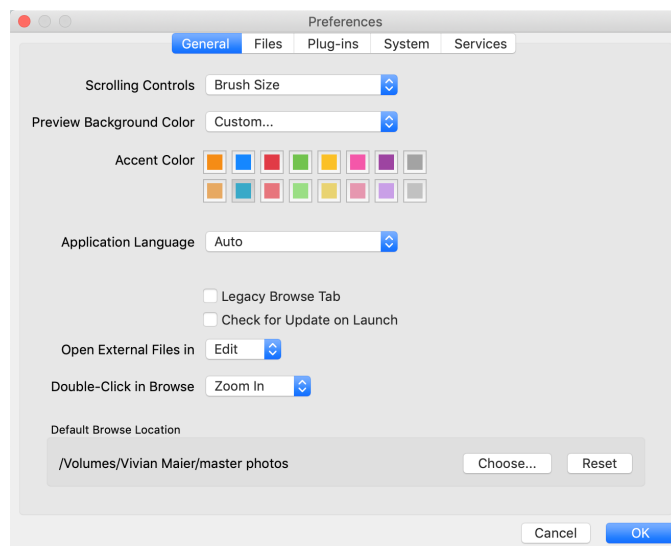 Preferences
General Files Plug-ins System Services
Scrolling Controls Brush Size
Preview Background Color Custom...
Accent Color
Application Language Auto
Legacy Browse Tab
Check for Update on Launch
Open External Files in Edit
Double-Click in Browse Zoom In
Default Browse Location
/Volumes/Vivian Maier/master photos Choose... Reset
Cancel OK